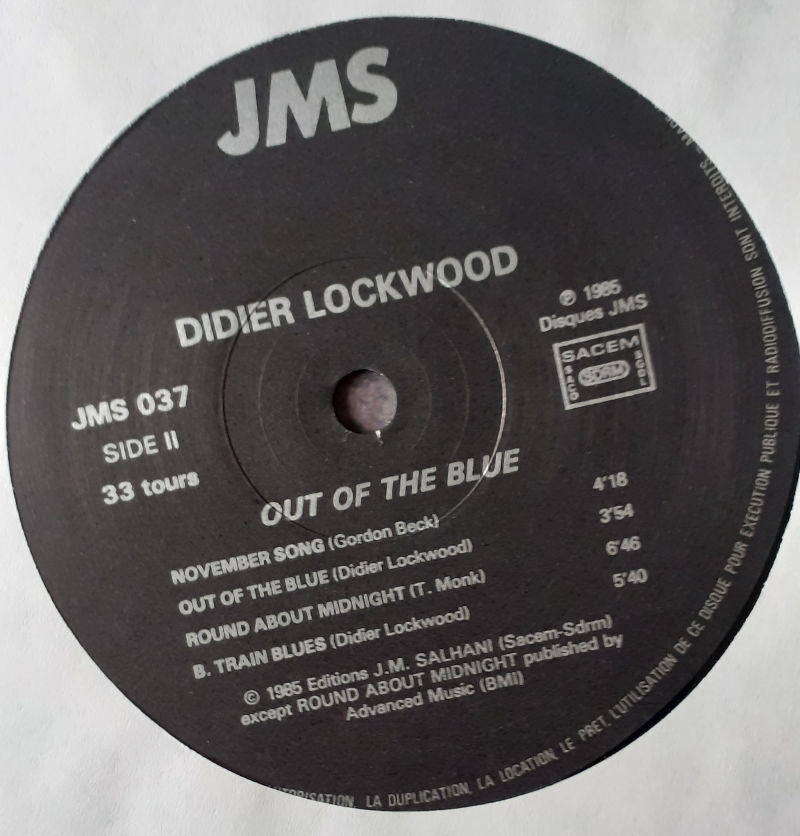 JMS
DIDIER LOCKWOOD
℗ 1985
Disques JMS
SACEM
SACD
SDRM
SGDL
JMS 037
SIDE II
33 tours
OUT OF THE BLUE
NOVEMBER SONG (Gordon Beck) 4'18
OUT OF THE BLUE (Didier Lockwood) 3'54
ROUND ABOUT MIDNIGHT (T. Monk) 6'46
B. TRAIN BLUES (Didier Lockwood) 5'40
© 1985 Editions J.M. SALHANI (Sacem-Sdrm)
except ROUND ABOUT MIDNIGHT published by
Advanced Music (BMI)
LA DUPLICATION, LA LOCATION, LE PRET, L'UTILISATION DE CE DISQUE POUR EXECUTION PUBLIQUE ET RADIODIFFUSION SONT INTERDITS -